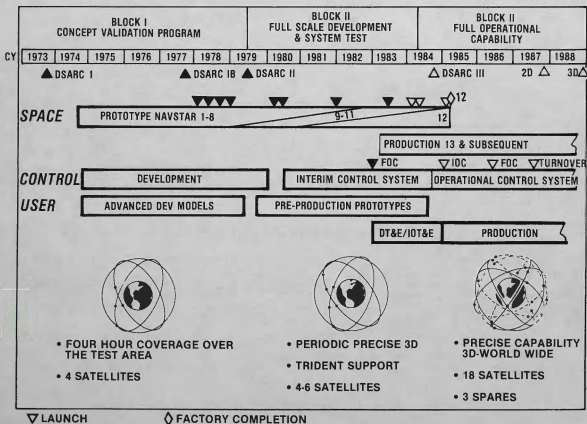 BLOCK I
CONCEPT VALIDATION PROGRAM
BLOCK II
FULL SCALE DEVELOPMENT
& SYSTEM TEST
BLOCK II
FULL OPERATIONAL
CAPABILITY
CY 1973 1974 1975 1976 1977 1978 1979 1980 1981 1982 1983 1984 1985 1986 1987 1988
DSARC 1 DSARC IB DSARC II DSARC III 2D 3D
12
SPACE PROTOTYPE NAVSTAR 1-8 9-11 12
PRODUCTION 13 & SUBSEQUENT
FOC IOC FOC TURNOVER
CONTROL DEVELOPMENT INTERIM CONTROL SYSTEM OPERATIONAL CONTROL SYSTEM
USER ADVANCED DEV MODELS PRE-PRODUCTION PROTOTYPES
DT&E/IOT&E PRODUCTION
• FOUR HOUR COVERAGE OVER
THE TEST AREA
• 4 SATELLITES
• PERIODIC PRECISE 3D
• TRIDENT SUPPORT
• 4-6 SATELLITES
• PRECISE CAPABILITY
3D-WORLD WIDE
• 18 SATELLITES
• 3 SPARES
LAUNCH FACTORY COMPLETION